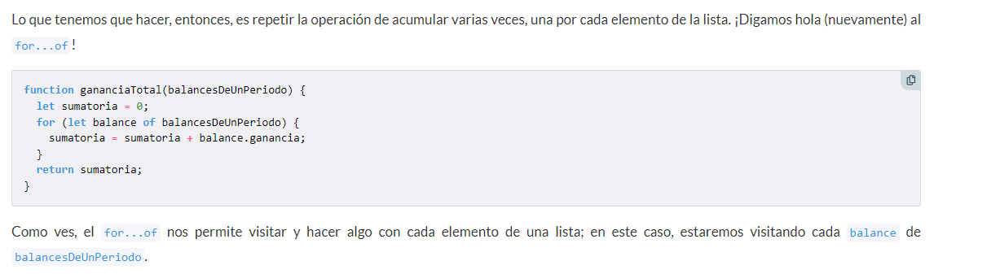 Lo que tenemos que hacer, entonces, es repetir la operación de acumular varias veces, una por cada elemento de la lista. ¡Digamos hola (nuevamente) al
for...of!
function gananciaTotal(balancesDeUnPeriodo) {
  let sumatoria = 0;
  for (let balance of balancesDeUnPeriodo) {
    sumatoria = sumatoria + balance.ganancia;
  }
  return sumatoria;
}
Como ves, el for...of nos permite visitar y hacer algo con cada elemento de una lista; en este caso, estaremos visitando cada balance de
balancesDeUnPeriodo.